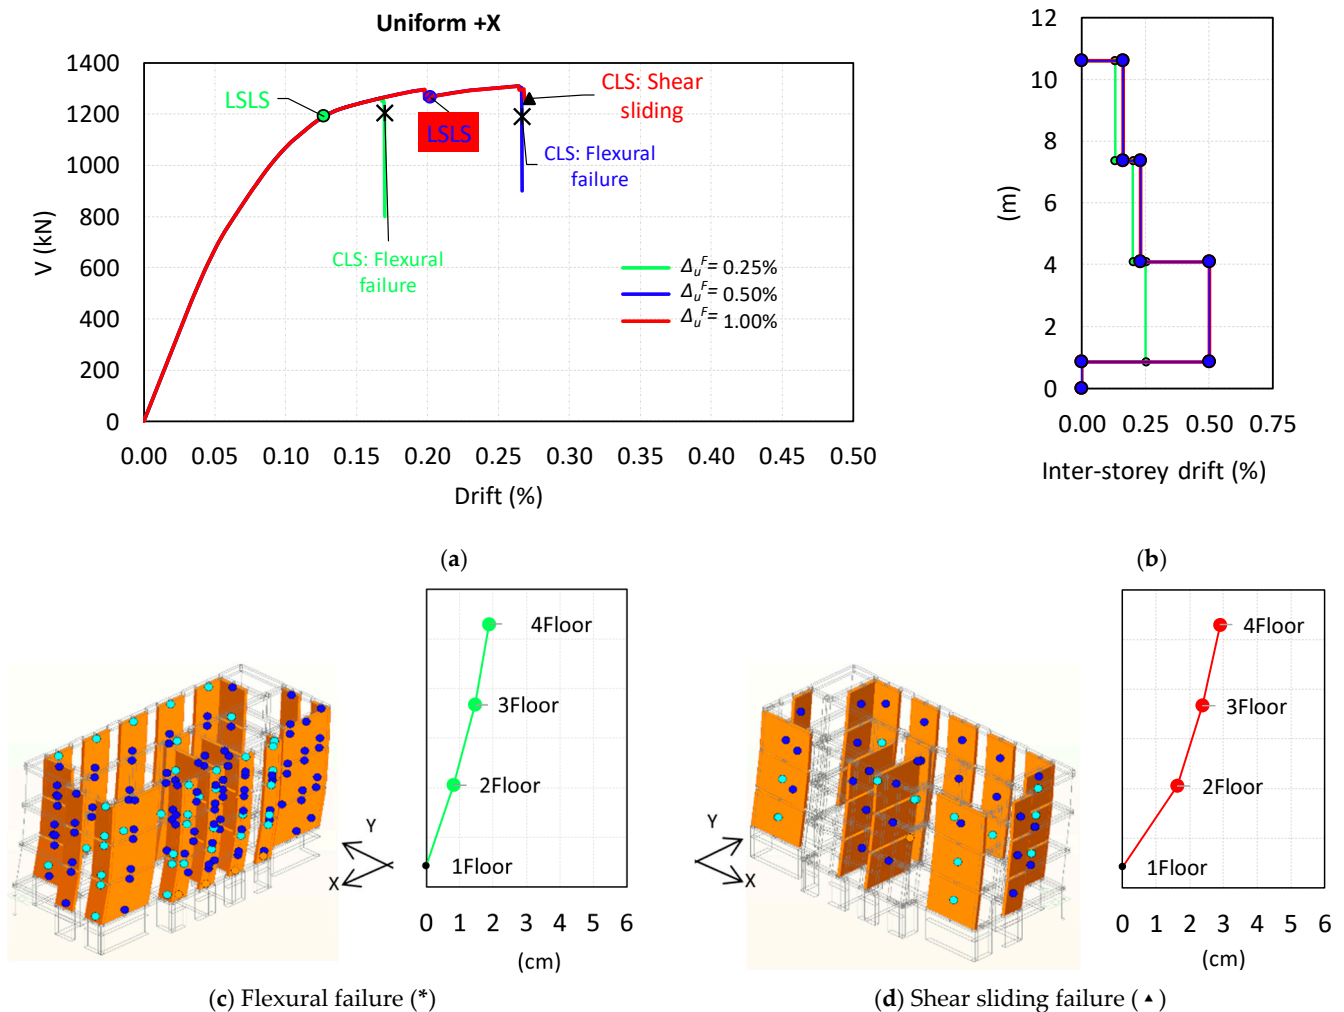 Uniform +X
1400
1200
1000
800
600
400
200
0
V (kN)
0.00 0.05 0.10 0.15 0.20 0.25 0.30 0.35 0.40 0.45 0.50
Drift (%)
LSLS
LSLS
CLS: Shear
sliding
CLS: Flexural
failure
CLS: Flexural
failure
Δu^F = 0.25%
Δu^F = 0.50%
Δu^F = 1.00%
(a)
12
10
8
6
4
2
0
(m)
0.00 0.25 0.50 0.75
Inter-storey drift (%)
(b)
Y
X
4Floor
3Floor
2Floor
1Floor
0 1 2 3 4 5 6
(cm)
(c) Flexural failure (*)
Y
X
4Floor
3Floor
2Floor
1Floor
0 1 2 3 4 5 6
(cm)
(d) Shear sliding failure (▲)